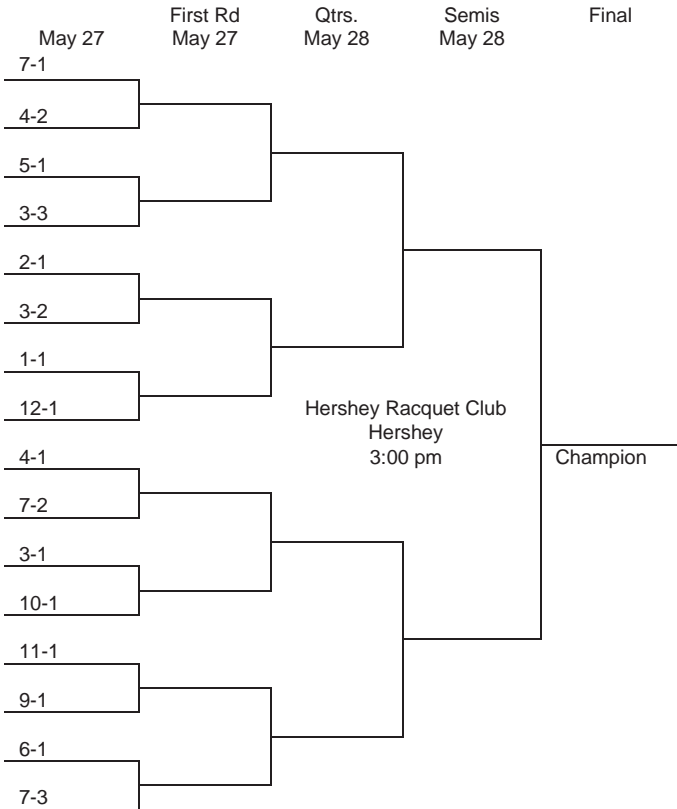 First Rd Qtrs. Semis Final
May 27 May 27 May 28 May 28
7-1
4-2
5-1
3-3
2-1
3-2
1-1
12-1
Hershey Racquet Club
Hershey
3:00 pm
4-1
Champion
7-2
3-1
10-1
11-1
9-1
6-1
7-3